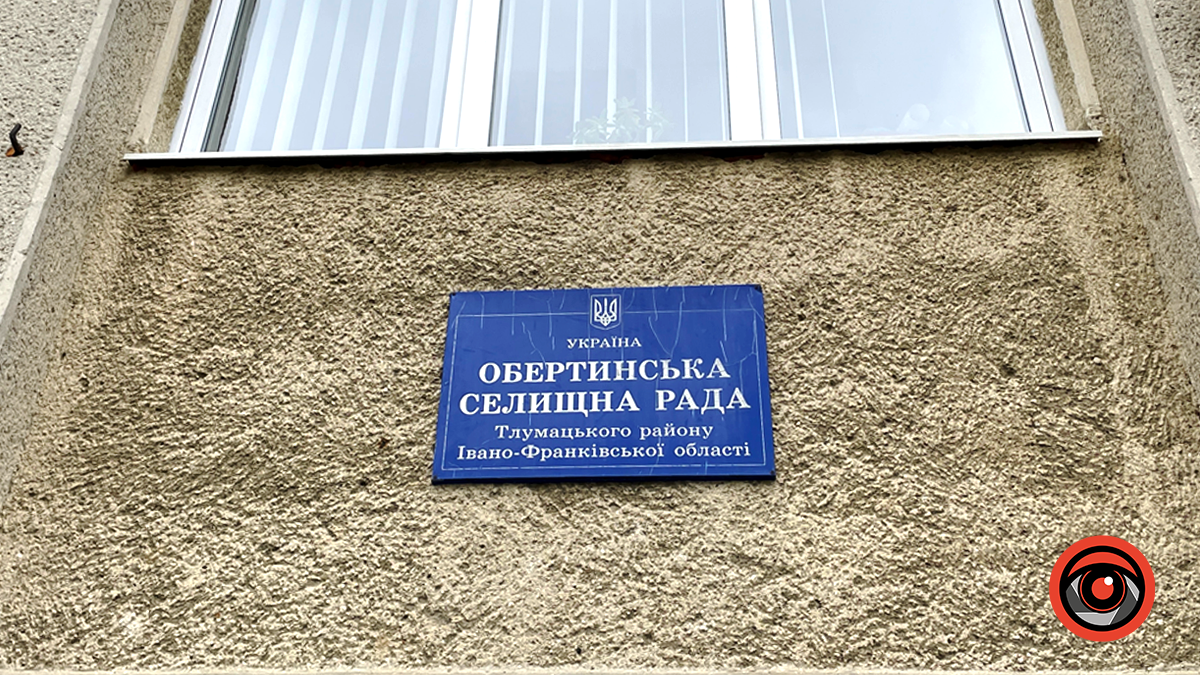 УКРАЇНА
ОБЕРТИНСЬКА
СЕЛИЩНА РАДА
Тлумацького району
Івано-Франківської області